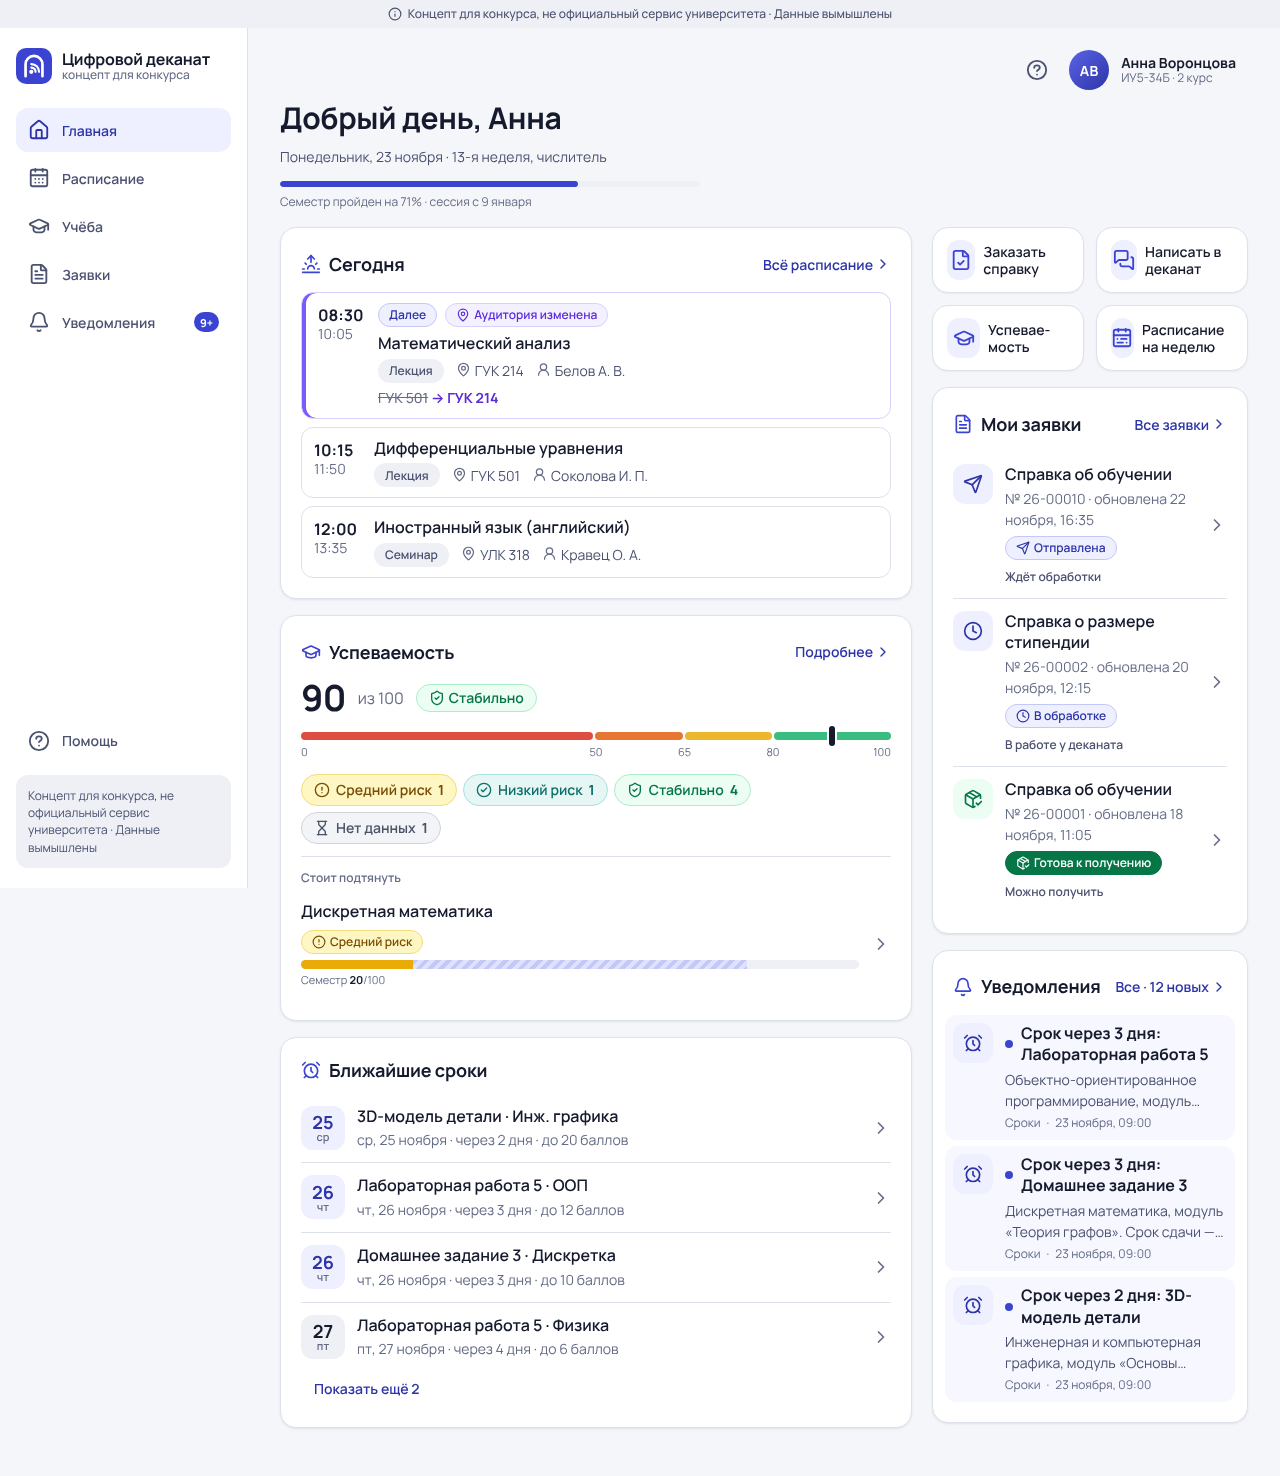 Концепт для конкурса, не официальный сервис университета · Данные вымышлены
Цифровой деканат
концепт для конкурса
Главная
Расписание
Учёба
Заявки
Уведомления
9+
Помощь
Концепт для конкурса, не
официальный сервис
университета · Данные
вымышлены
АВ
Анна Воронцова
ИУ5-34Б · 2 курс
Добрый день, Анна
Понедельник, 23 ноября · 13-я неделя, числитель
Семестр пройден на 71% · сессия с 9 января
Сегодня
Всё расписание
08:30
10:05
Далее
Аудитория изменена
Математический анализ
Лекция ГУК 214 Белов А. В.
ГУК 501 → ГУК 214
10:15
11:50
Дифференциальные уравнения
Лекция ГУК 501 Соколова И. П.
12:00
13:35
Иностранный язык (английский)
Семинар УЛК 318 Кравец О. А.
Успеваемость
Подробнее
90 из 100 Стабильно
0 50 65 80 100
Средний риск 1 Низкий риск 1 Стабильно 4
Нет данных 1
Стоит подтянуть
Дискретная математика
Средний риск
Семестр 20/100
Ближайшие сроки
25
ср
3D-модель детали · Инж. графика
ср, 25 ноября · через 2 дня · до 20 баллов
26
чт
Лабораторная работа 5 · ООП
чт, 26 ноября · через 3 дня · до 12 баллов
26
чт
Домашнее задание 3 · Дискретка
чт, 26 ноября · через 3 дня · до 10 баллов
27
пт
Лабораторная работа 5 · Физика
пт, 27 ноября · через 4 дня · до 6 баллов
Показать ещё 2
Заказать
справку
Написать в
деканат
Успевае-
мость
Расписание
на неделю
Мои заявки
Все заявки
Справка об обучении
№ 26-00010 · обновлена 22
ноября, 16:35
Отправлена
Ждёт обработки
Справка о размере
стипендии
№ 26-00002 · обновлена 20
ноября, 12:15
В обработке
В работе у деканата
Справка об обучении
№ 26-00001 · обновлена 18
ноября, 11:05
Готова к получению
Можно получить
Уведомления
Все · 12 новых
Срок через 3 дня:
Лабораторная работа 5
Объектно-ориентированное
программирование, модуль…
Сроки · 23 ноября, 09:00
Срок через 3 дня:
Домашнее задание 3
Дискретная математика, модуль
«Теория графов». Срок сдачи —…
Сроки · 23 ноября, 09:00
Срок через 2 дня: 3D-
модель детали
Инженерная и компьютерная
графика, модуль «Основы…
Сроки · 23 ноября, 09:00